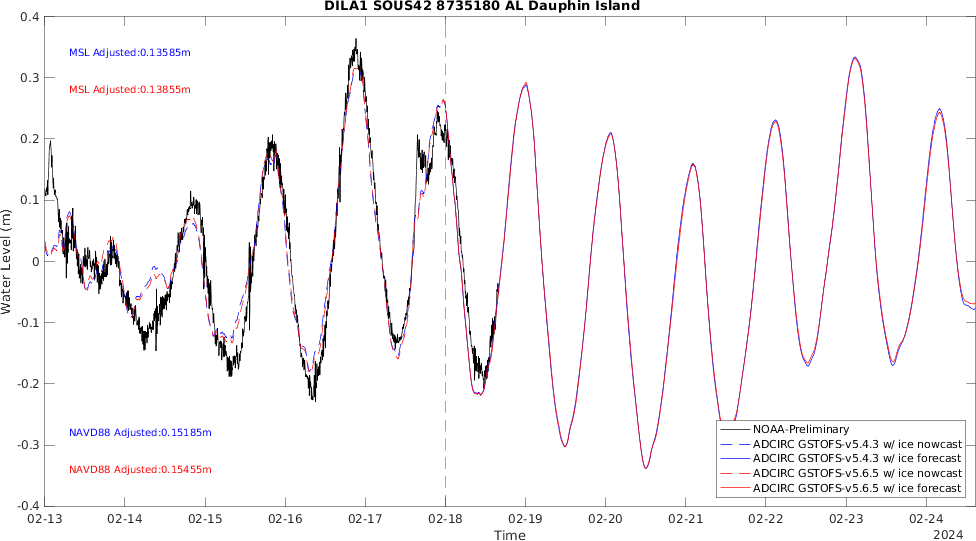 DILA1 SOUS42 8735180 AL Dauphin Island
0.4
0.3
0.2
0.1
0
-0.1
-0.2
-0.3
-0.4
Water Level (m)
MSL Adjusted:0.13585m
MSL Adjusted:0.13855m
NAVD88 Adjusted:0.15185m
NAVD88 Adjusted:0.15455m
NOAA-Preliminary
ADCIRC GSTOFS-v5.4.3 w/ ice nowcast
ADCIRC GSTOFS-v5.4.3 w/ ice forecast
ADCIRC GSTOFS-v5.6.5 w/ ice nowcast
ADCIRC GSTOFS-v5.6.5 w/ ice forecast
02-13 02-14 02-15 02-16 02-17 02-18 02-19 02-20 02-21 02-22 02-23 02-24
Time
2024